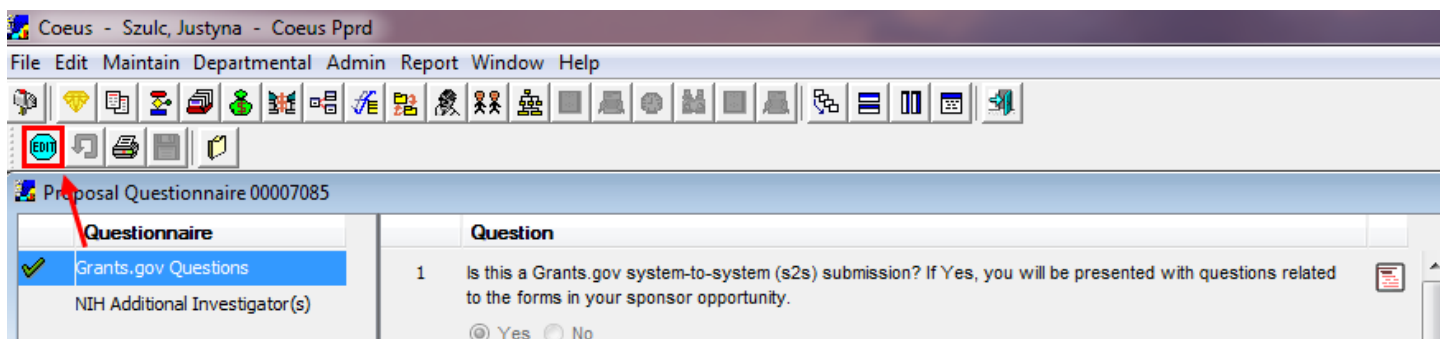 Coeus - Szulc, Justyna - Coeus Pprd
File Edit Maintain Departmental Admin Report Window Help
EDIT
Proposal Questionnaire 00007085
Questionnaire
Grants.gov Questions
NIH Additional Investigator(s)
Question
1 Is this a Grants.gov system-to-system (s2s) submission? If Yes, you will be presented with questions related
to the forms in your sponsor opportunity.
Yes No